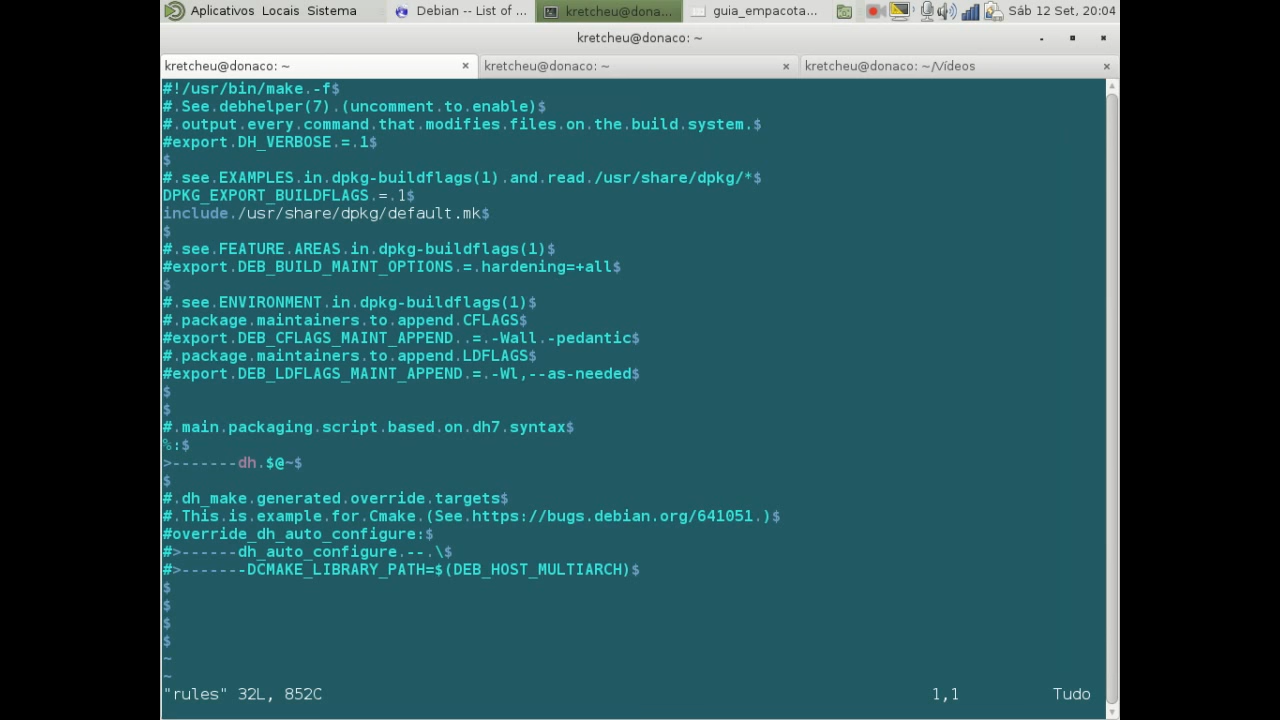 Aplicativos Locais Sistema Debian -- List of ... kretcheu@dona... guia_empacota... Sáb 12 Set, 20:04
kretcheu@donaco: ~
kretcheu@donaco: ~ × kretcheu@donaco: ~ × kretcheu@donaco: ~/Vídeos ×
#!/usr/bin/make.-f$
#.See.debhelper(7).(uncomment.to.enable)$
#.output.every.command.that.modifies.files.on.the.build.system.$
#export.DH_VERBOSE.=.1$
$
#.see.EXAMPLES.in.dpkg-buildflags(1).and.read./usr/share/dpkg/*$
DPKG_EXPORT_BUILDFLAGS.=.1$
include./usr/share/dpkg/default.mk$
$
#.see.FEATURE.AREAS.in.dpkg-buildflags(1)$
#export.DEB_BUILD_MAINT_OPTIONS.=.hardening=+all$
$
#.see.ENVIRONMENT.in.dpkg-buildflags(1)$
#.package.maintainers.to.append.CFLAGS$
#export.DEB_CFLAGS_MAINT_APPEND..=.-Wall.-pedantic$
#.package.maintainers.to.append.LDFLAGS$
#export.DEB_LDFLAGS_MAINT_APPEND.=.-Wl,--as-needed$
$
$
#.main.packaging.script.based.on.dh7.syntax$
%:$
>-------dh.$@~$
$
#.dh_make.generated.override.targets$
#.This.is.example.for.Cmake.(See.https://bugs.debian.org/641051.)$
#override_dh_auto_configure:$
#>------dh_auto_configure.--.\$
#>-------DCMAKE_LIBRARY_PATH=$(DEB_HOST_MULTIARCH)$
$
$
$
$
~
~
"rules" 32L, 852C 1,1 Tudo